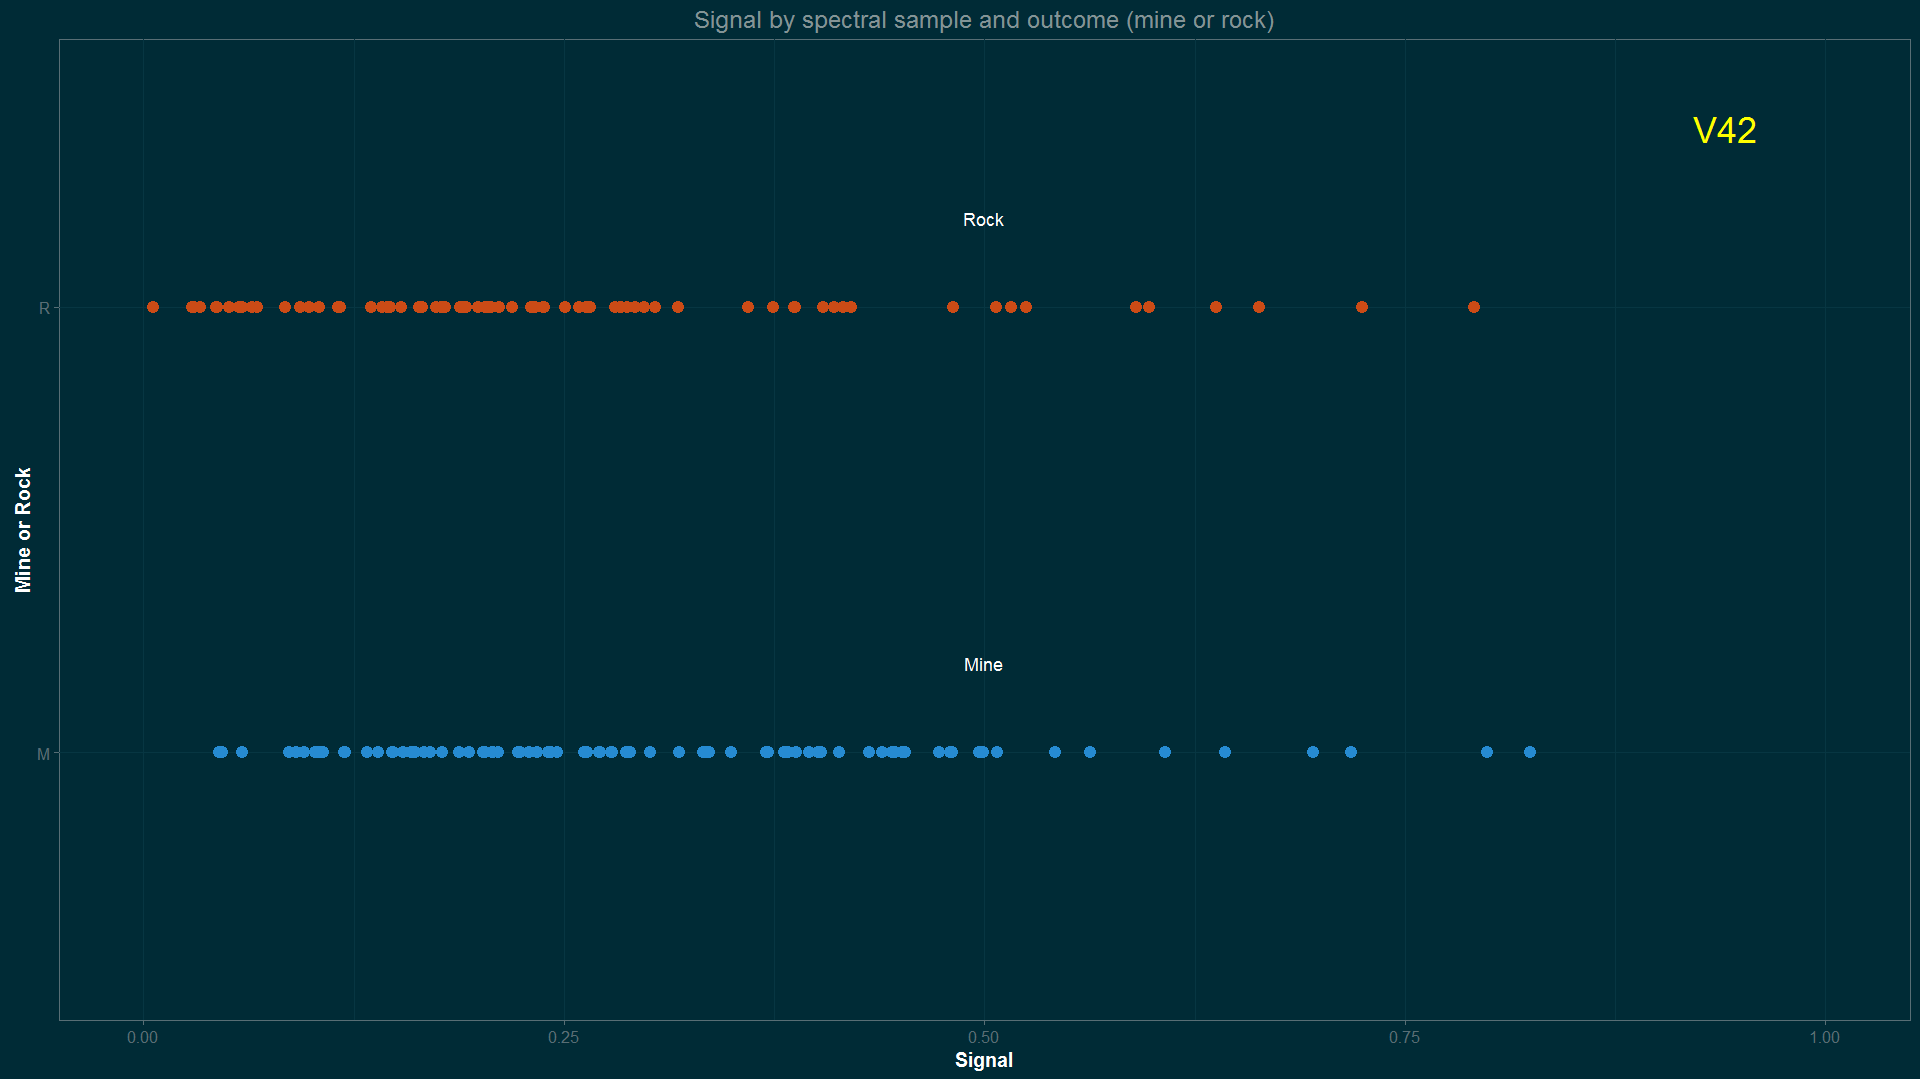 Signal by spectral sample and outcome (mine or rock)
V42
Rock
R
Mine or Rock
Mine
M
0.00 0.25 0.50 0.75 1.00
Signal